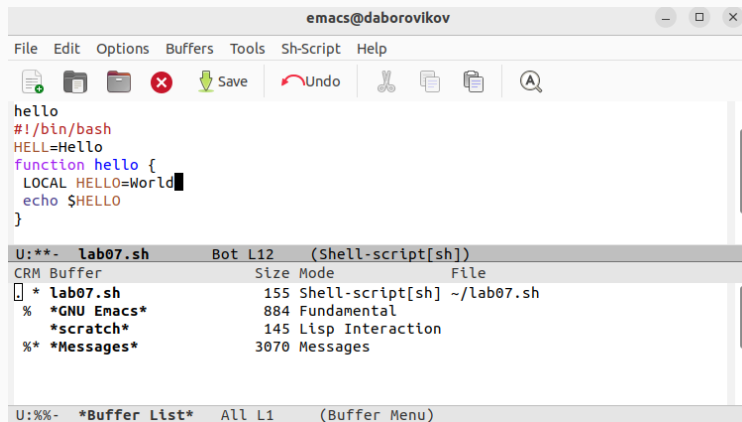 emacs@daborovikov
File Edit Options Buffers Tools Sh-Script Help
Save Undo
hello
#!/bin/bash
HELL=Hello
function hello {
 LOCAL HELLO=World
 echo $HELLO
}
U:**-  lab07.sh       Bot L12    (Shell-script[sh])
CRM Buffer                Size Mode             File
. * lab07.sh               155 Shell-script[sh] ~/lab07.sh
 %  *GNU Emacs*            884 Fundamental
    *scratch*              145 Lisp Interaction
 %* *Messages*            3070 Messages
U:%%-  *Buffer List*   All L1     (Buffer Menu)